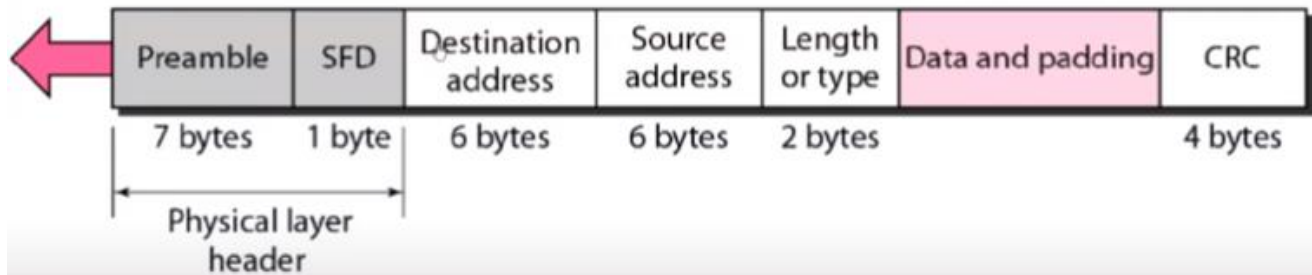 Preamble
SFD
Destination
address
Source
address
Length
or type
Data and padding
CRC
7 bytes
1 byte
6 bytes
6 bytes
2 bytes
4 bytes
Physical layer
header